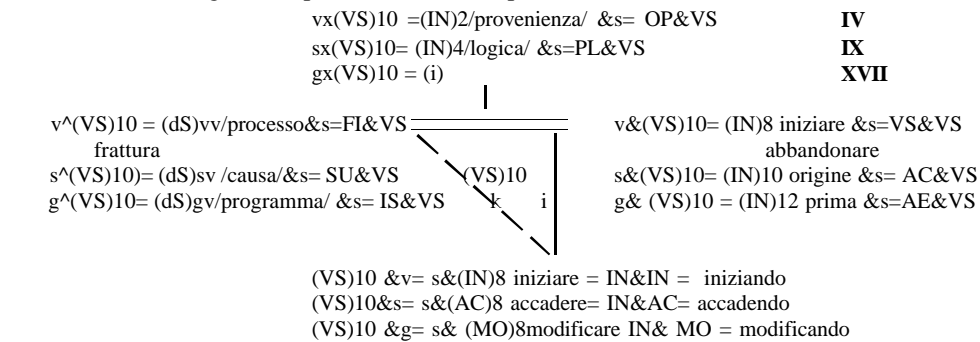 vx(VS)10 =(IN)2/provenienza/ &s= OP&VS IV
sx(VS)10= (IN)4/logica/ &s=PL&VS IX
gx(VS)10 = (i) XVII
v^(VS)10 = (dS)vv/processo&s=FI&VS v&(VS)10= (IN)8 iniziare &s=VS&VS
frattura abbandonare
s^(VS)10)= (dS)sv /causa/&s= SU&VS (VS)10 s&(VS)10= (IN)10 origine &s= AC&VS
g^(VS)10= (dS)gv/programma/ &s= IS&VS k i g& (VS)10 = (IN)12 prima &s=AE&VS
(VS)10 &v= s&(IN)8 iniziare = IN&IN = iniziando
(VS)10&s= s&(AC)8 accadere= IN&AC= accadendo
(VS)10 &g= s& (MO)8modificare IN& MO = modificando